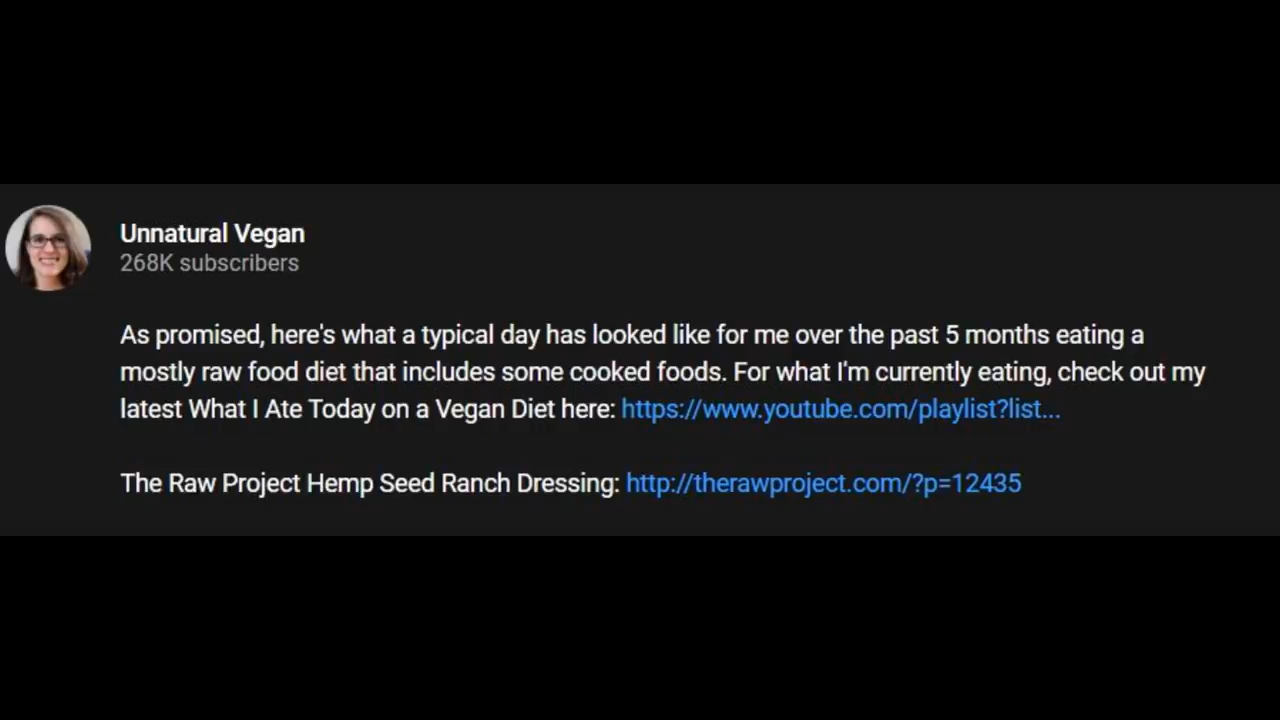 Unnatural Vegan
268K subscribers
As promised, here's what a typical day has looked like for me over the past 5 months eating a
mostly raw food diet that includes some cooked foods. For what I'm currently eating, check out my
latest What I Ate Today on a Vegan Diet here: https://www.youtube.com/playlist?list...
The Raw Project Hemp Seed Ranch Dressing: http://therawproject.com/?p=12435